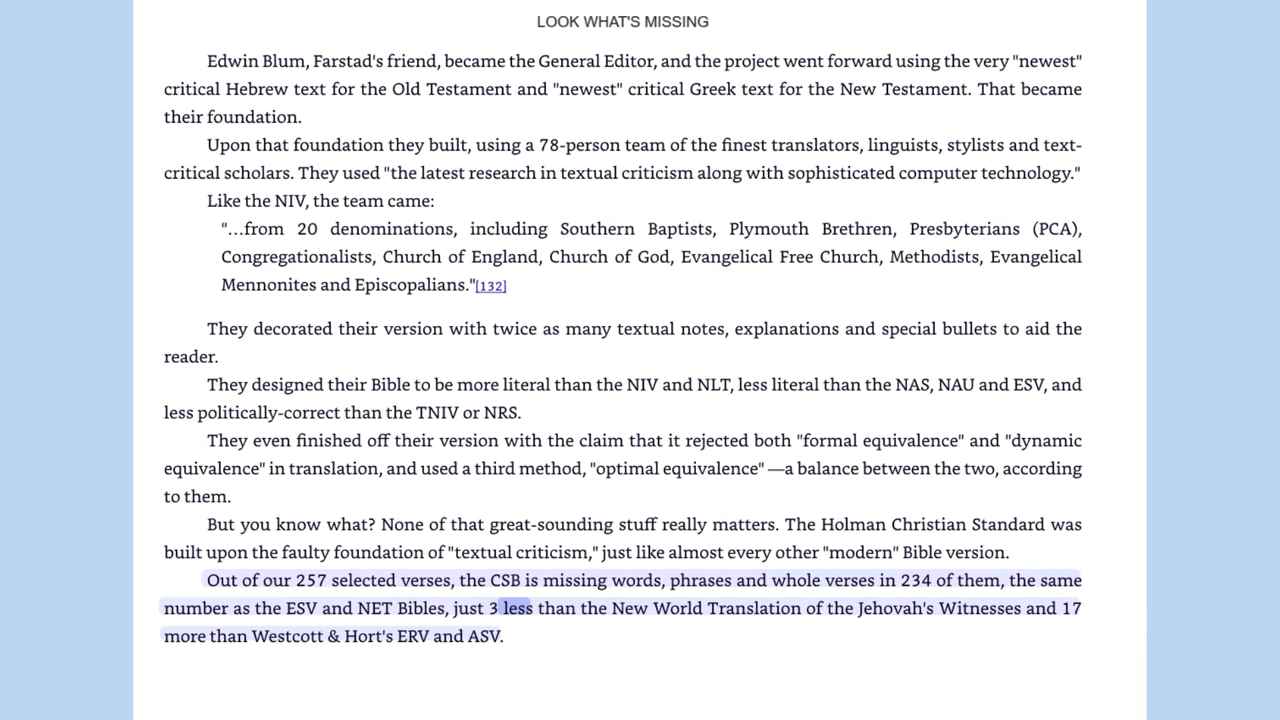 LOOK WHAT'S MISSING
Edwin Blum, Farstad's friend, became the General Editor, and the project went forward using the very "newest"
critical Hebrew text for the Old Testament and "newest" critical Greek text for the New Testament. That became
their foundation.
Upon that foundation they built, using a 78-person team of the finest translators, linguists, stylists and text-
critical scholars. They used "the latest research in textual criticism along with sophisticated computer technology."
Like the NIV, the team came:
"...from 20 denominations, including Southern Baptists, Plymouth Brethren, Presbyterians (PCA),
Congregationalists, Church of England, Church of God, Evangelical Free Church, Methodists, Evangelical
Mennonites and Episcopalians."[132]
They decorated their version with twice as many textual notes, explanations and special bullets to aid the
reader.
They designed their Bible to be more literal than the NIV and NLT, less literal than the NAS, NAU and ESV, and
less politically-correct than the TNIV or NRS.
They even finished off their version with the claim that it rejected both "formal equivalence" and "dynamic
equivalence" in translation, and used a third method, "optimal equivalence" —a balance between the two, according
to them.
But you know what? None of that great-sounding stuff really matters. The Holman Christian Standard was
built upon the faulty foundation of "textual criticism," just like almost every other "modern" Bible version.
Out of our 257 selected verses, the CSB is missing words, phrases and whole verses in 234 of them, the same
number as the ESV and NET Bibles, just 3 less than the New World Translation of the Jehovah's Witnesses and 17
more than Westcott & Hort's ERV and ASV.